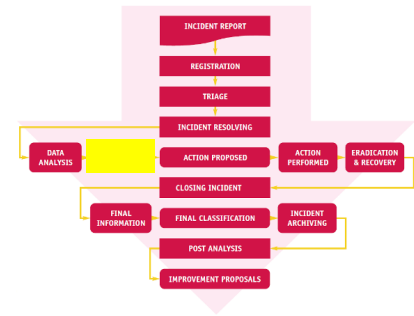 INCIDENT REPORT
REGISTRATION
TRIAGE
INCIDENT RESOLVING
DATA
ANALYSIS
ACTION PROPOSED
ACTION
PERFORMED
ERADICATION
& RECOVERY
CLOSING INCIDENT
FINAL
INFORMATION
FINAL CLASSIFICATION
INCIDENT
ARCHIVING
POST ANALYSIS
IMPROVEMENT PROPOSALS